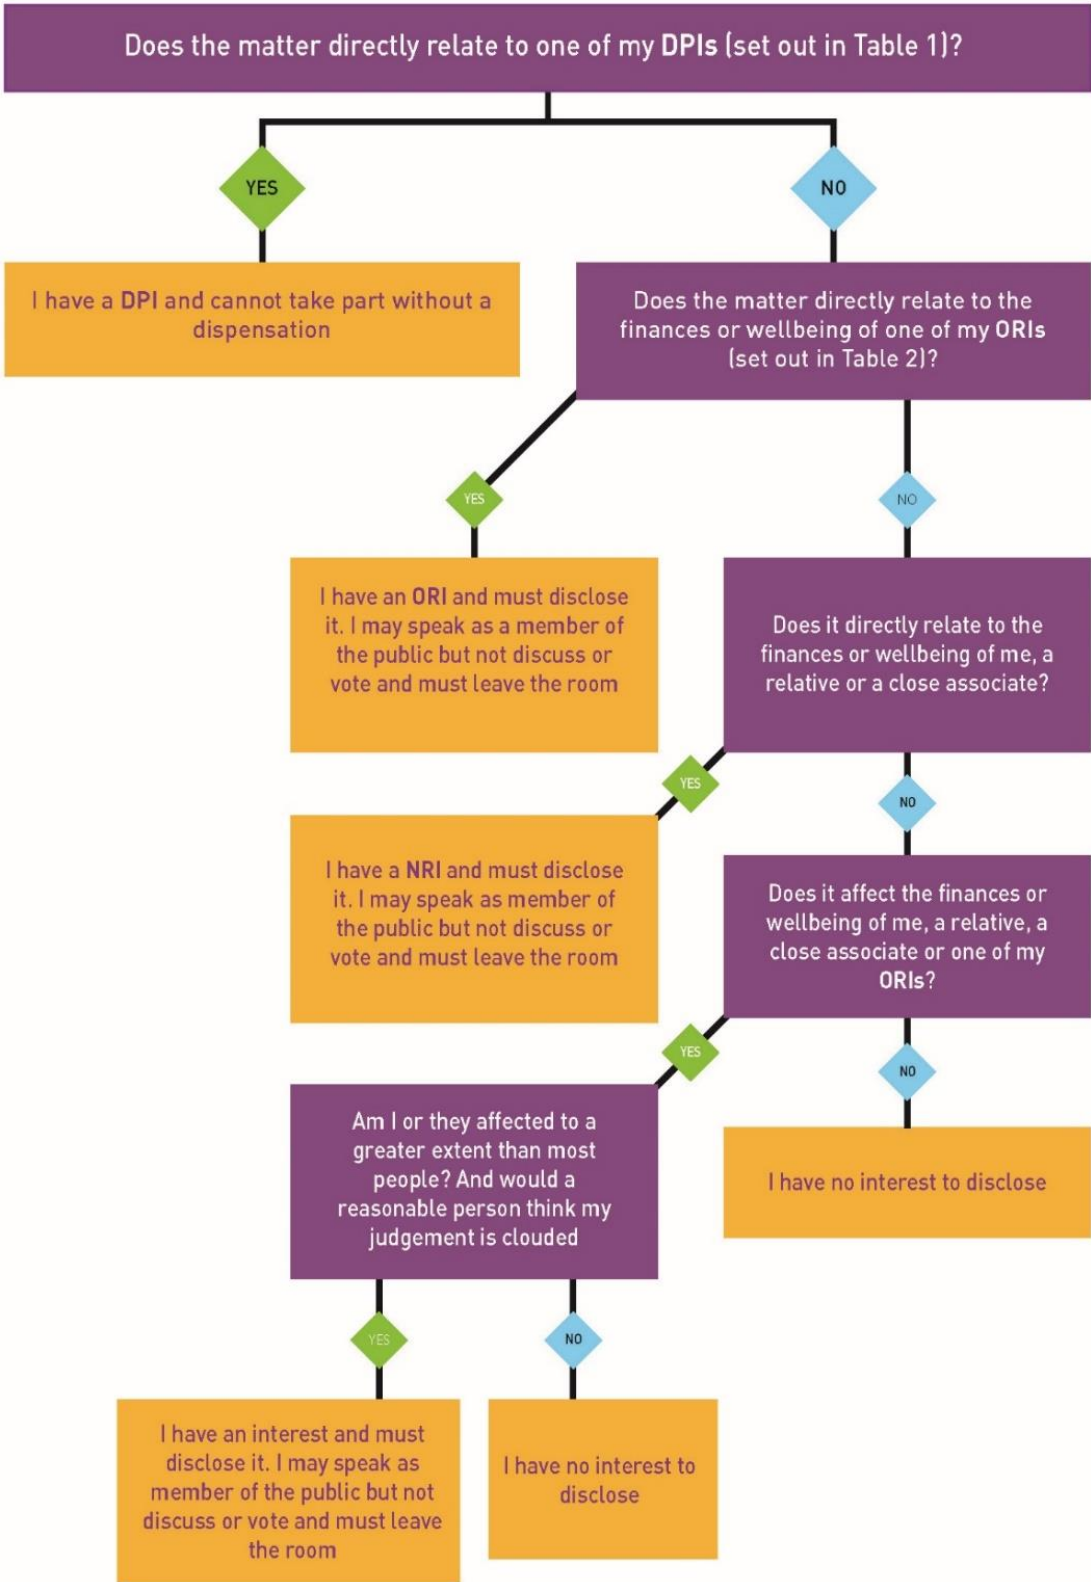 Does the matter directly relate to one of my DPIs (set out in Table 1)?
YES
NO
I have a DPI and cannot take part without a
dispensation
Does the matter directly relate to the
finances or wellbeing of one of my ORIs
(set out in Table 2)?
YES
NO
I have an ORI and must disclose
it. I may speak as a member of
the public but not discuss or
vote and must leave the room
Does it directly relate to the
finances or wellbeing of me, a
relative or a close associate?
YES
NO
I have a NRI and must disclose
it. I may speak as member of
the public but not discuss or
vote and must leave the room
Does it affect the finances or
wellbeing of me, a relative, a
close associate or one of my
ORIs?
YES
NO
Am I or they affected to a
greater extent than most
people? And would a
reasonable person think my
judgement is clouded
I have no interest to disclose
YES
NO
I have an interest and must
disclose it. I may speak as
member of the public but not
discuss or vote and must leave
the room
I have no interest to
disclose